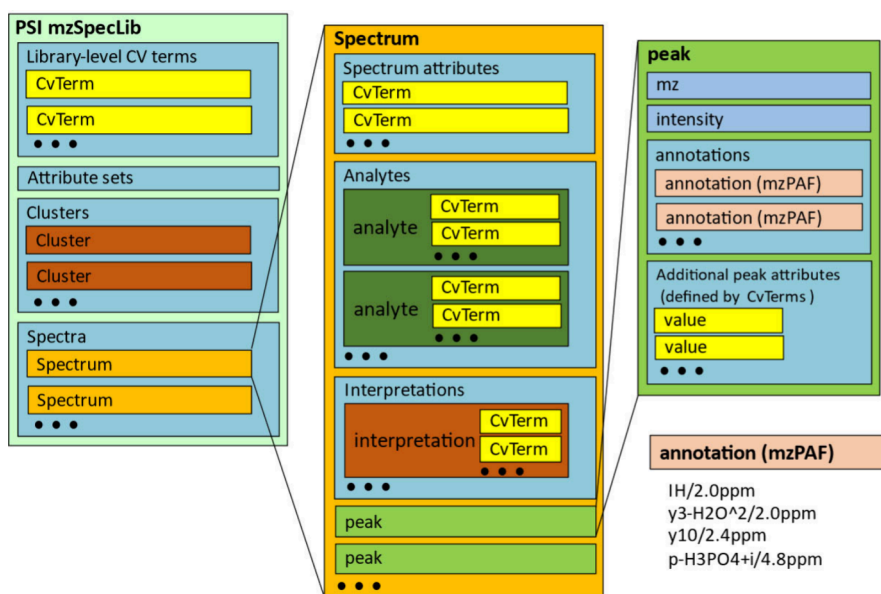 PSI mzSpecLib
Library-level CV terms
CvTerm
CvTerm
Attribute sets
Clusters
Cluster
Cluster
Spectra
Spectrum
Spectrum
Spectrum
Spectrum attributes
CvTerm
CvTerm
Analytes
analyte
CvTerm
CvTerm
analyte
CvTerm
CvTerm
Interpretations
interpretation
CvTerm
CvTerm
peak
peak
peak
mz
intensity
annotations
annotation (mzPAF)
annotation (mzPAF)
Additional peak attributes
(defined by CvTerms )
value
value
annotation (mzPAF)
IH/2.0ppm
y3-H2O^2/2.0ppm
y10/2.4ppm
p-H3PO4+i/4.8ppm